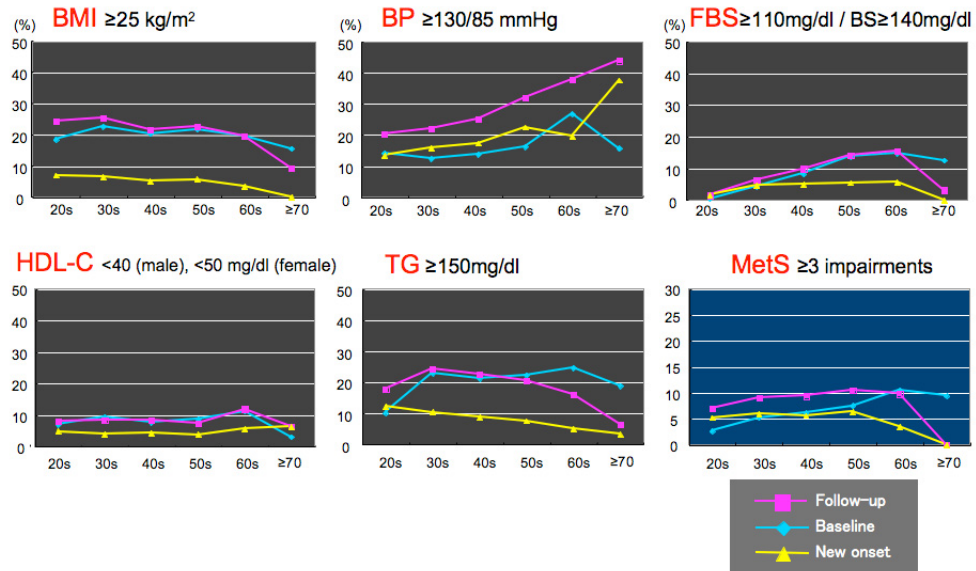 BMI ≥25 kg/m²
BP ≥130/85 mmHg
FBS≥110mg/dl / BS≥140mg/dl
(%)
50
40
30
20
10
0
20s 30s 40s 50s 60s ≥70
(%)
50
40
30
20
10
0
20s 30s 40s 50s 60s ≥70
(%)
50
40
30
20
10
0
20s 30s 40s 50s 60s ≥70
HDL-C <40 (male), <50 mg/dl (female)
TG ≥150mg/dl
MetS ≥3 impairments
50
40
30
20
10
0
20s 30s 40s 50s 60s ≥70
50
40
30
20
10
0
20s 30s 40s 50s 60s ≥70
30
25
20
15
10
5
0
20s 30s 40s 50s 60s ≥70
Follow-up
Baseline
New onset